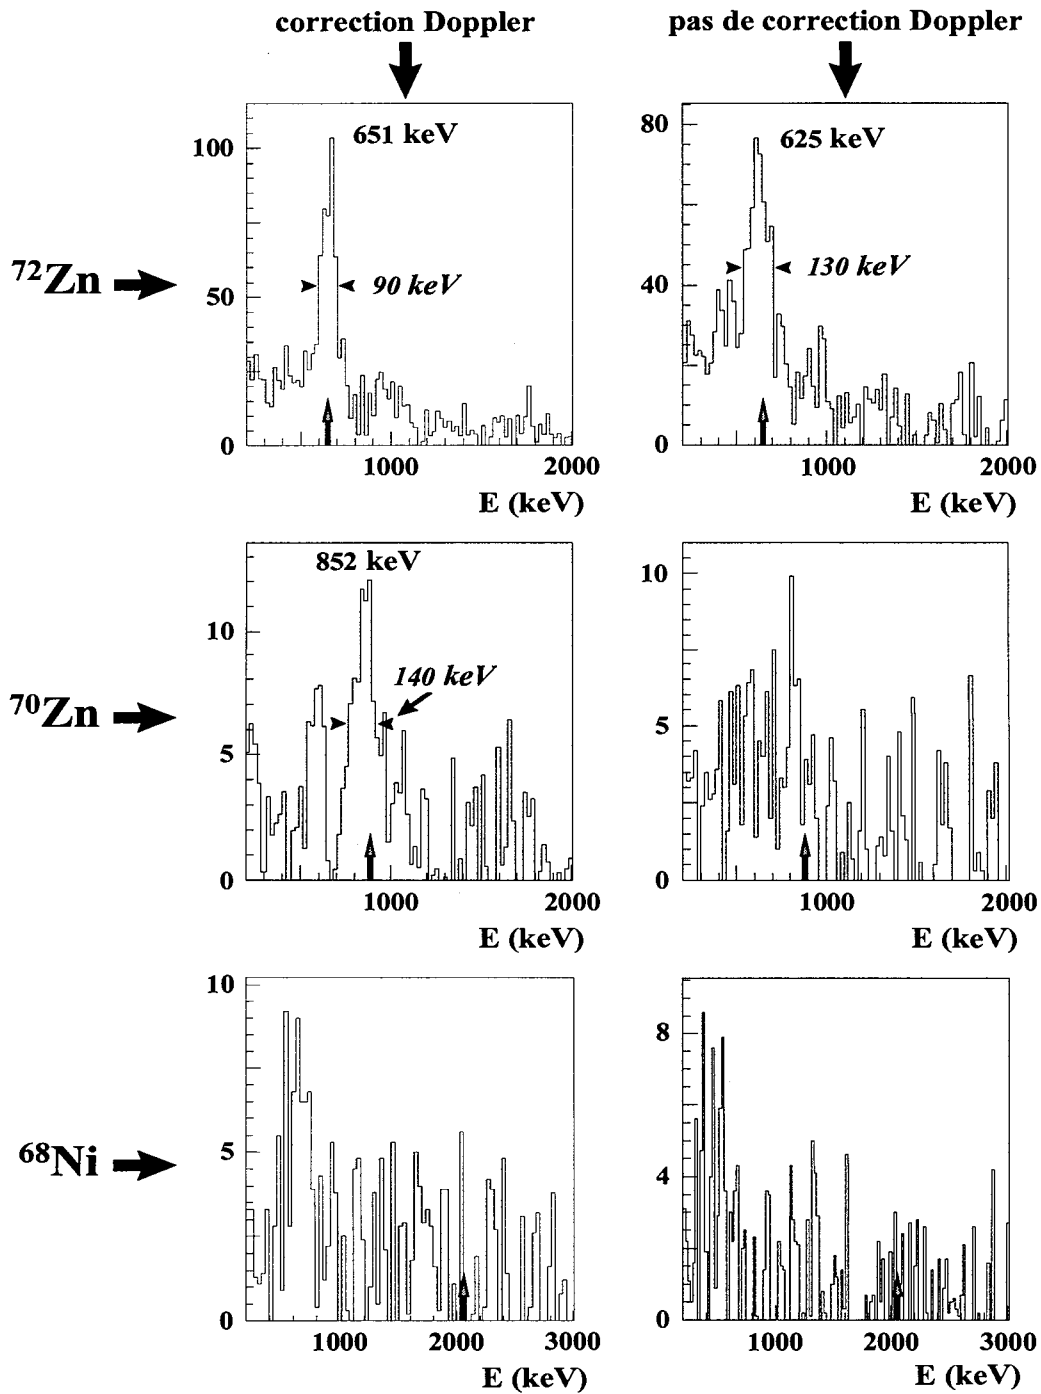 correction Doppler
pas de correction Doppler
651 keV
625 keV
100
50
0
80
40
0
72Zn
90 keV
130 keV
1000
2000
1000
2000
E (keV)
E (keV)
852 keV
10
5
0
10
5
0
70Zn
140 keV
1000
2000
1000
2000
E (keV)
E (keV)
10
5
0
8
4
0
68Ni
1000
2000
3000
1000
2000
3000
E (keV)
E (keV)